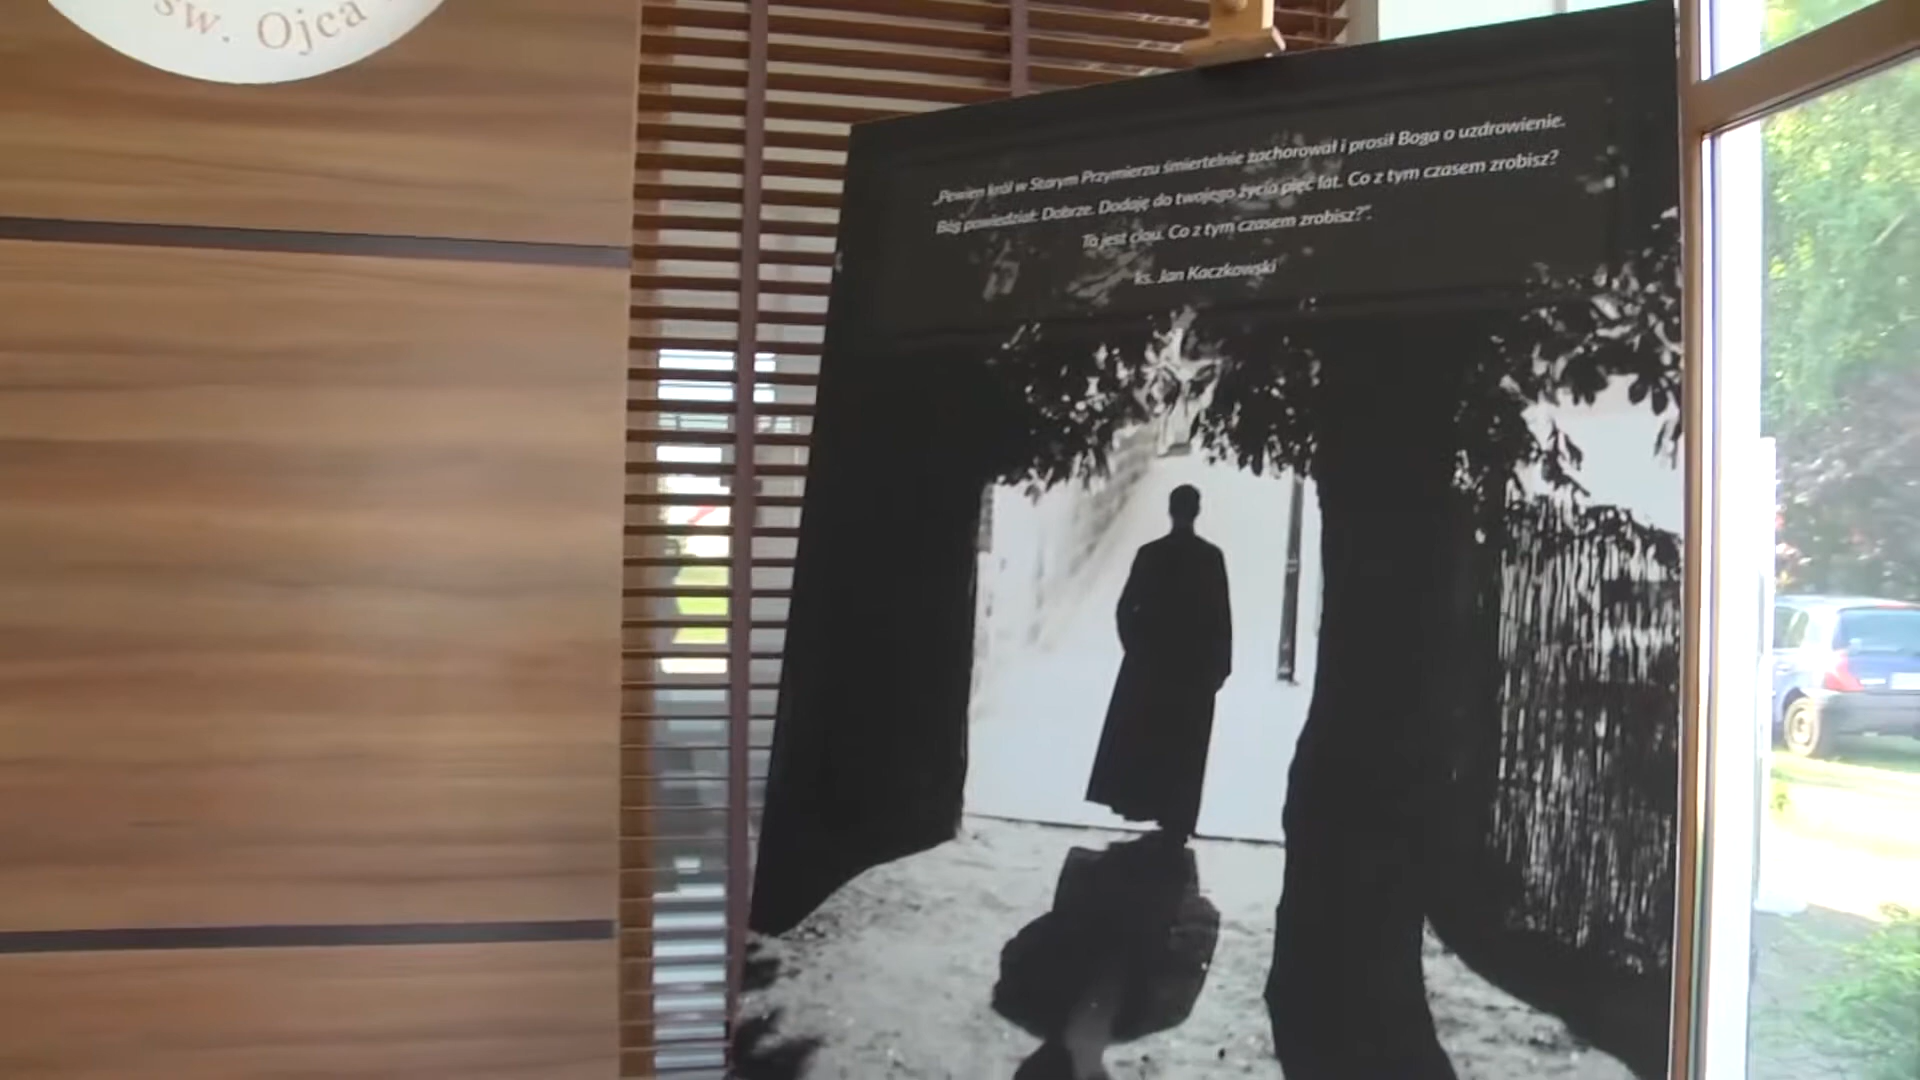 św. Ojca
„Pewien król w Starym Przymierzu śmiertelnie zachorował i prosił Boga o uzdrowienie.
Bóg powiedział: Dobrze. Dodaję do twojego życia pięć lat. Co z tym czasem zrobisz?
To jest clou. Co z tym czasem zrobisz?”.
ks. Jan Kaczkowski